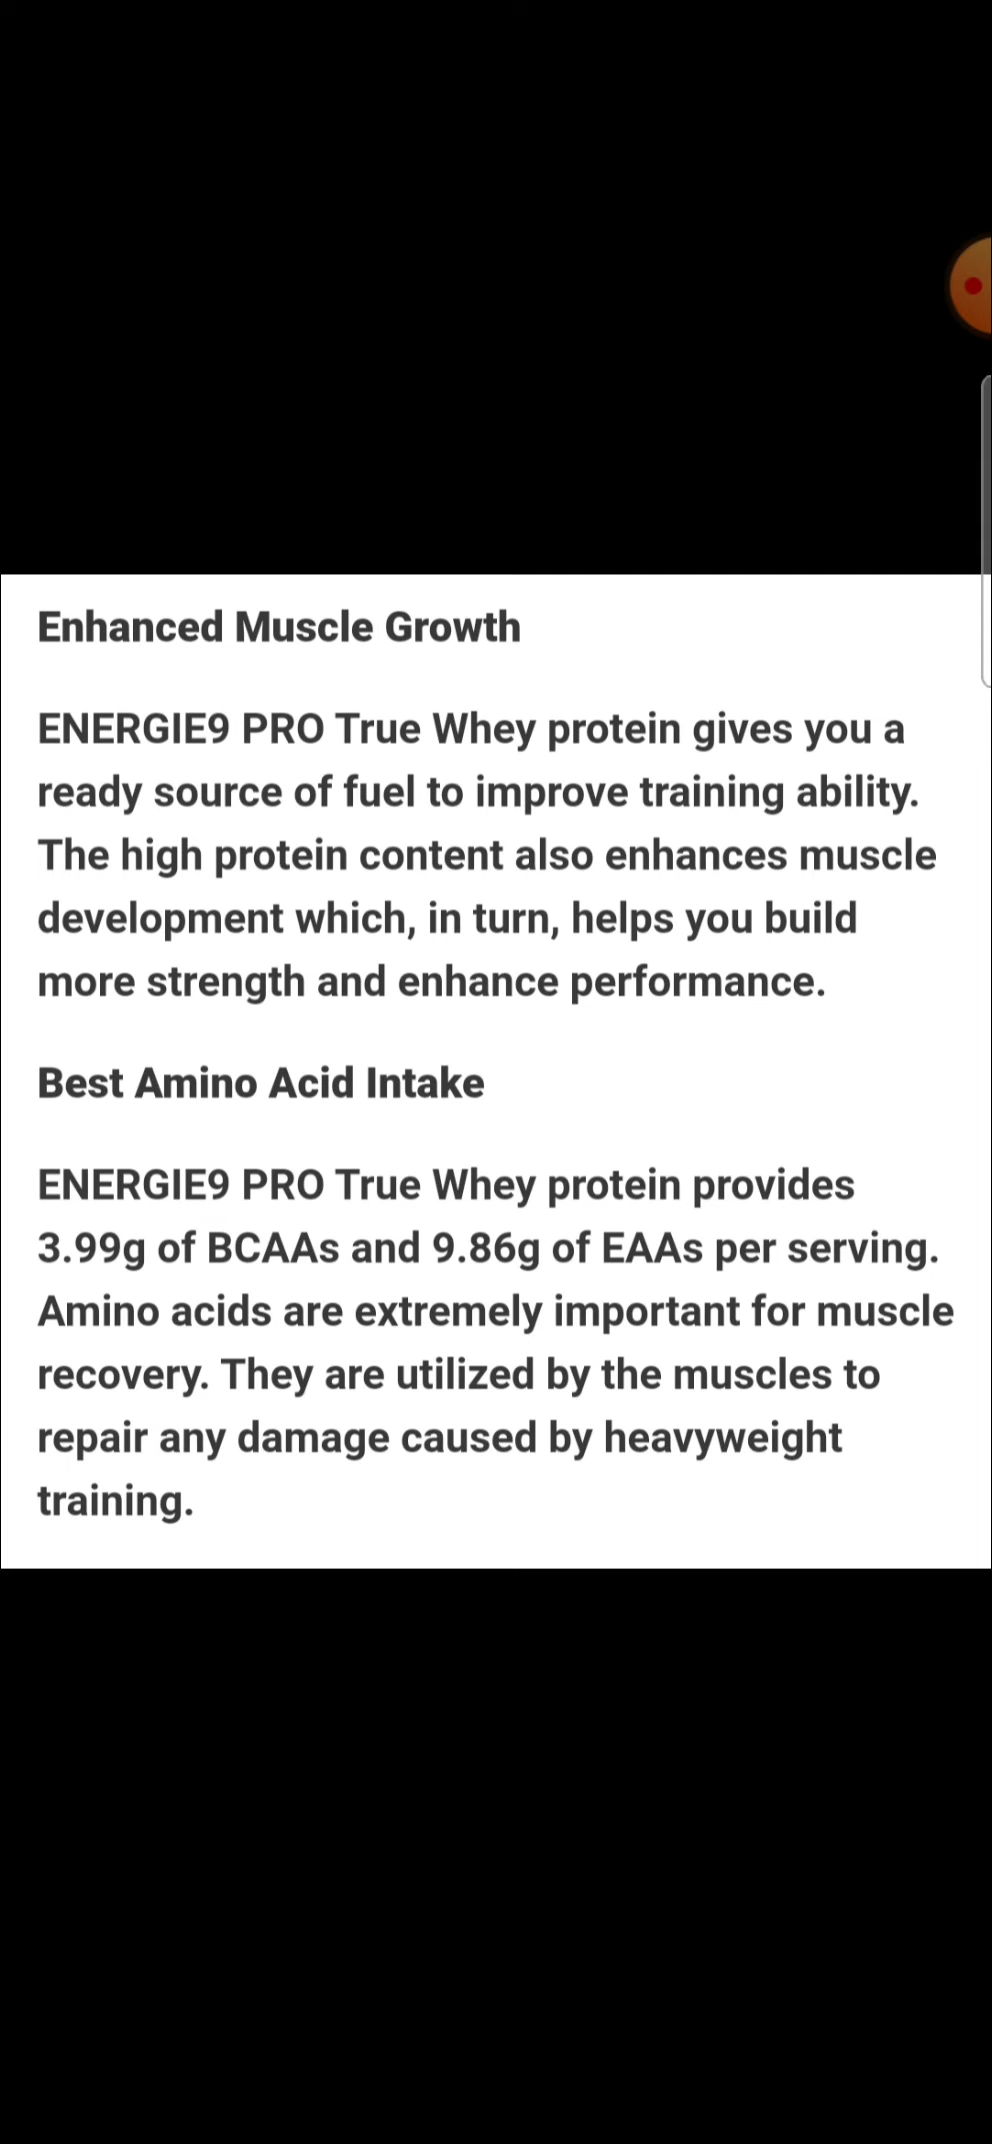 Enhanced Muscle Growth
ENERGIE9 PRO True Whey protein gives you a
ready source of fuel to improve training ability.
The high protein content also enhances muscle
development which, in turn, helps you build
more strength and enhance performance.
Best Amino Acid Intake
ENERGIE9 PRO True Whey protein provides
3.99g of BCAAs and 9.86g of EAAs per serving.
Amino acids are extremely important for muscle
recovery. They are utilized by the muscles to
repair any damage caused by heavyweight
training.